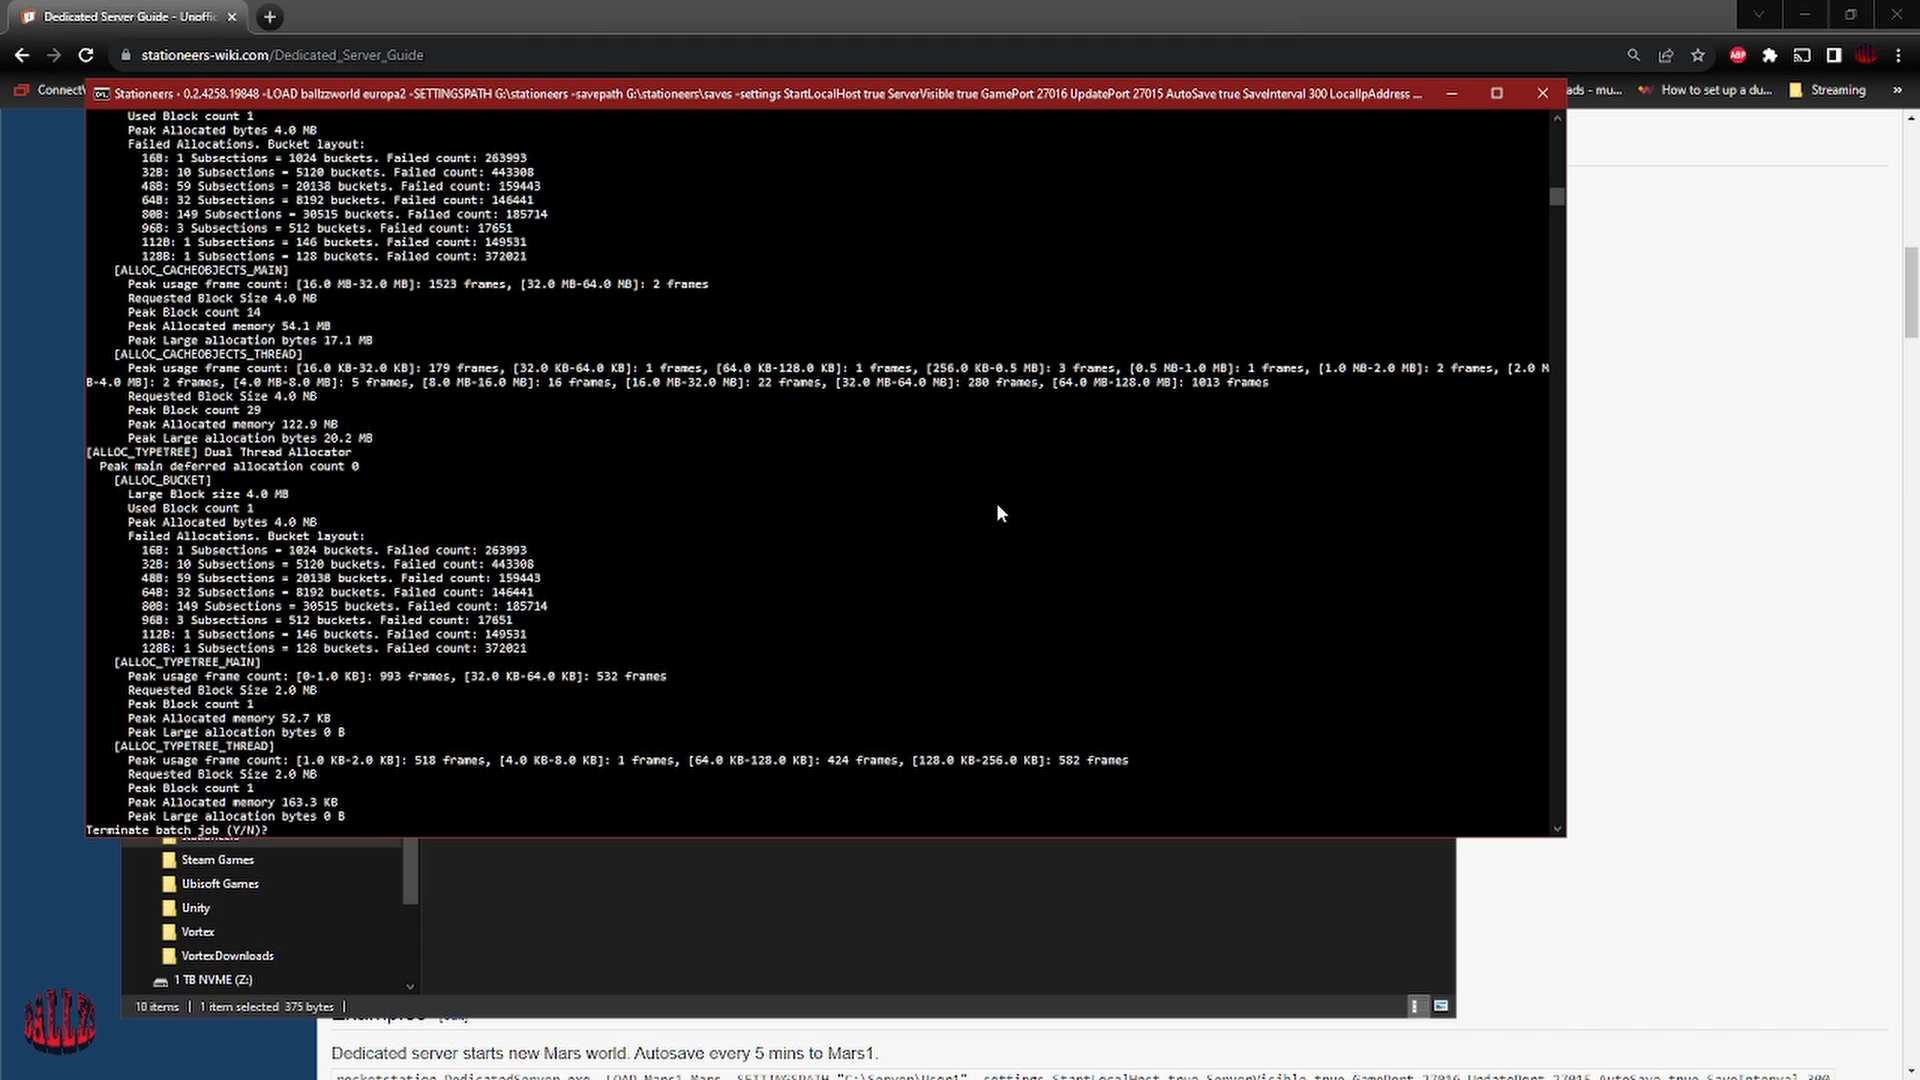 Dedicated Server Guide - Unoffic
stationeers-wiki.com/Dedicated_Server_Guide
ABP
Connect
ads - mu...
How to set up a du...
Streaming
Stationeers - 0.2.4258.19848 -LOAD ballzzworld europa2 -SETTINGSPATH G:\stationeers -savepath G:\stationeers\saves -settings StartLocalHost true ServerVisible true GamePort 27016 UpdatePort 27015 AutoSave true SaveInterval 300 LocalIpAddress ...
Used Block count 1
Peak Allocated bytes 4.0 MB
Failed Allocations. Bucket layout:
16B: 1 Subsections = 1024 buckets. Failed count: 263993
32B: 10 Subsections = 5120 buckets. Failed count: 443308
48B: 59 Subsections = 20138 buckets. Failed count: 159443
64B: 32 Subsections = 8192 buckets. Failed count: 146441
80B: 149 Subsections = 30515 buckets. Failed count: 185714
96B: 3 Subsections = 512 buckets. Failed count: 17651
112B: 1 Subsections = 146 buckets. Failed count: 149531
128B: 1 Subsections = 128 buckets. Failed count: 372021
[ALLOC_CACHEOBJECTS_MAIN]
Peak usage frame count: [16.0 MB-32.0 MB]: 1523 frames, [32.0 MB-64.0 MB]: 2 frames
Requested Block Size 4.0 MB
Peak Block count 14
Peak Allocated memory 54.1 MB
Peak Large allocation bytes 17.1 MB
[ALLOC_CACHEOBJECTS_THREAD]
Peak usage frame count: [16.0 KB-32.0 KB]: 179 frames, [32.0 KB-64.0 KB]: 1 frames, [64.0 KB-128.0 KB]: 1 frames, [256.0 KB-0.5 MB]: 3 frames, [0.5 MB-1.0 MB]: 1 frames, [1.0 MB-2.0 MB]: 2 frames, [2.0 M
B-4.0 MB]: 2 frames, [4.0 MB-8.0 MB]: 5 frames, [8.0 MB-16.0 MB]: 16 frames, [16.0 MB-32.0 MB]: 22 frames, [32.0 MB-64.0 MB]: 280 frames, [64.0 MB-128.0 MB]: 1013 frames
Requested Block Size 4.0 MB
Peak Block count 29
Peak Allocated memory 122.9 MB
Peak Large allocation bytes 20.2 MB
[ALLOC_TYPETREE] Dual Thread Allocator
Peak main deferred allocation count 0
[ALLOC_BUCKET]
Large Block size 4.0 MB
Used Block count 1
Peak Allocated bytes 4.0 MB
Failed Allocations. Bucket layout:
16B: 1 Subsections = 1024 buckets. Failed count: 263993
32B: 10 Subsections = 5120 buckets. Failed count: 443308
48B: 59 Subsections = 20138 buckets. Failed count: 159443
64B: 32 Subsections = 8192 buckets. Failed count: 146441
80B: 149 Subsections = 30515 buckets. Failed count: 185714
96B: 3 Subsections = 512 buckets. Failed count: 17651
112B: 1 Subsections = 146 buckets. Failed count: 149531
128B: 1 Subsections = 128 buckets. Failed count: 372021
[ALLOC_TYPETREE_MAIN]
Peak usage frame count: [0-1.0 KB]: 993 frames, [32.0 KB-64.0 KB]: 532 frames
Requested Block Size 2.0 MB
Peak Block count 1
Peak Allocated memory 52.7 KB
Peak Large allocation bytes 0 B
[ALLOC_TYPETREE_THREAD]
Peak usage frame count: [1.0 KB-2.0 KB]: 518 frames, [4.0 KB-8.0 KB]: 1 frames, [64.0 KB-128.0 KB]: 424 frames, [128.0 KB-256.0 KB]: 582 frames
Requested Block Size 2.0 MB
Peak Block count 1
Peak Allocated memory 163.3 KB
Peak Large allocation bytes 0 B
Terminate batch job (Y/N)?
Steam Games
Ubisoft Games
Unity
Vortex
VortexDownloads
1 TB NVME (Z:)
10 items
1 item selected 375 bytes
BALLZ
Dedicated server starts new Mars world. Autosave every 5 mins to Mars1.